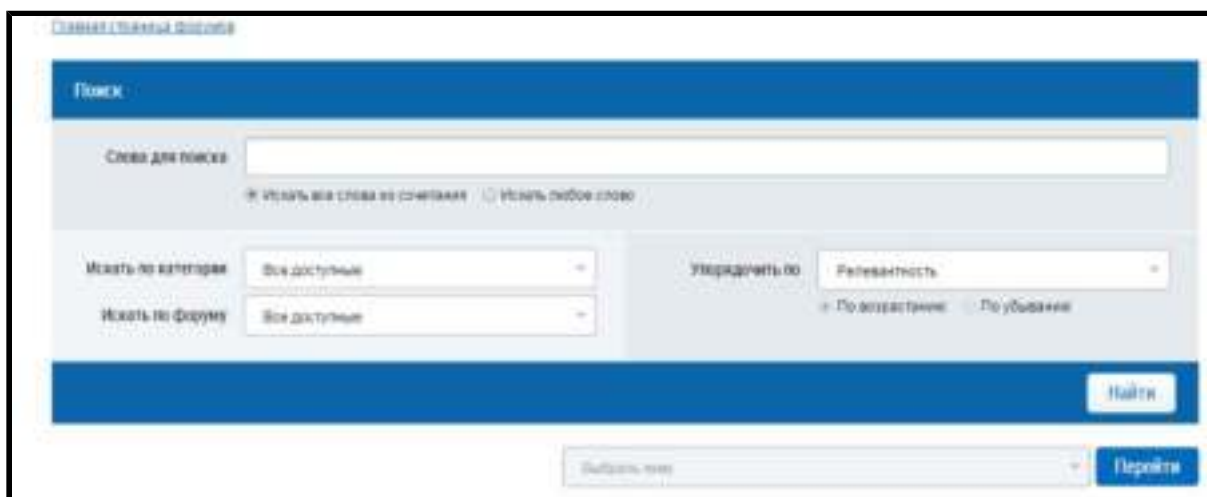 Главная страница форума
Поиск
Слова для поиска
Искать все слова из сочетания Искать любое слово
Искать по категории Все доступные Упорядочить по Релевантность
Искать по форуму Все доступные По возрастанию По убыванию
Найти
Выбрать Перейти